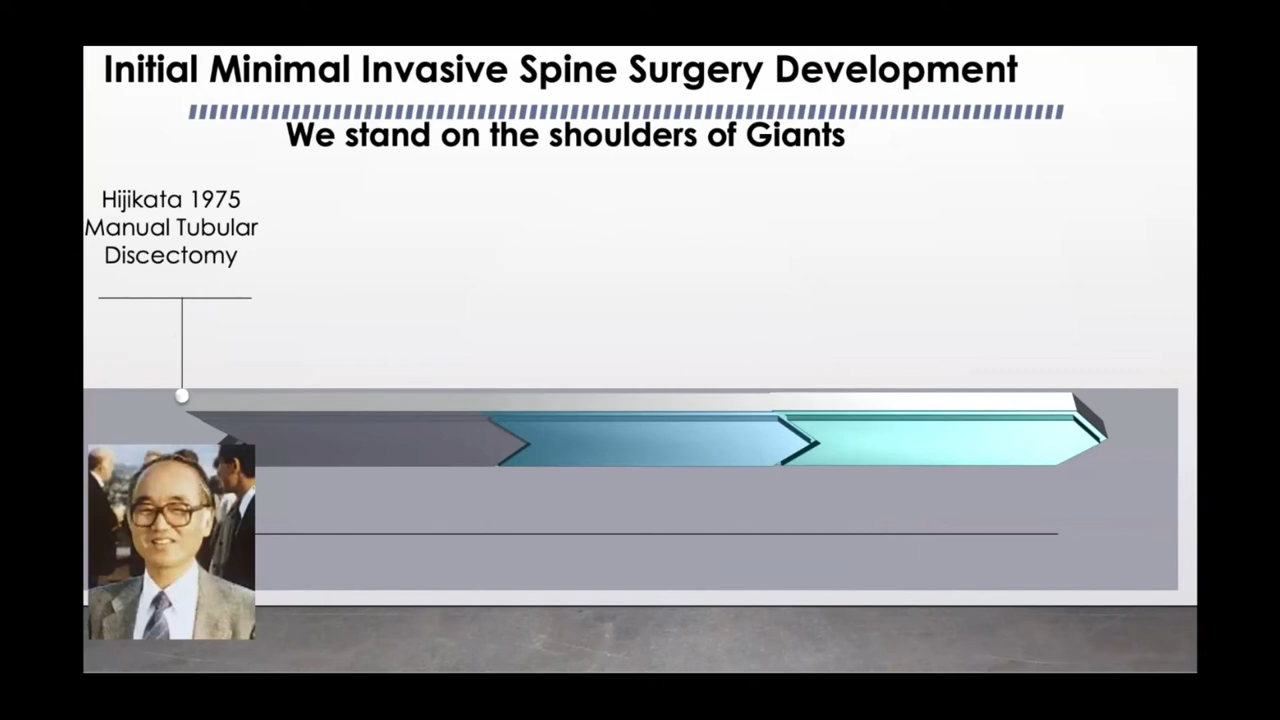 Initial Minimal Invasive Spine Surgery Development
We stand on the shoulders of Giants
Hijikata 1975
Manual Tubular
Discectomy